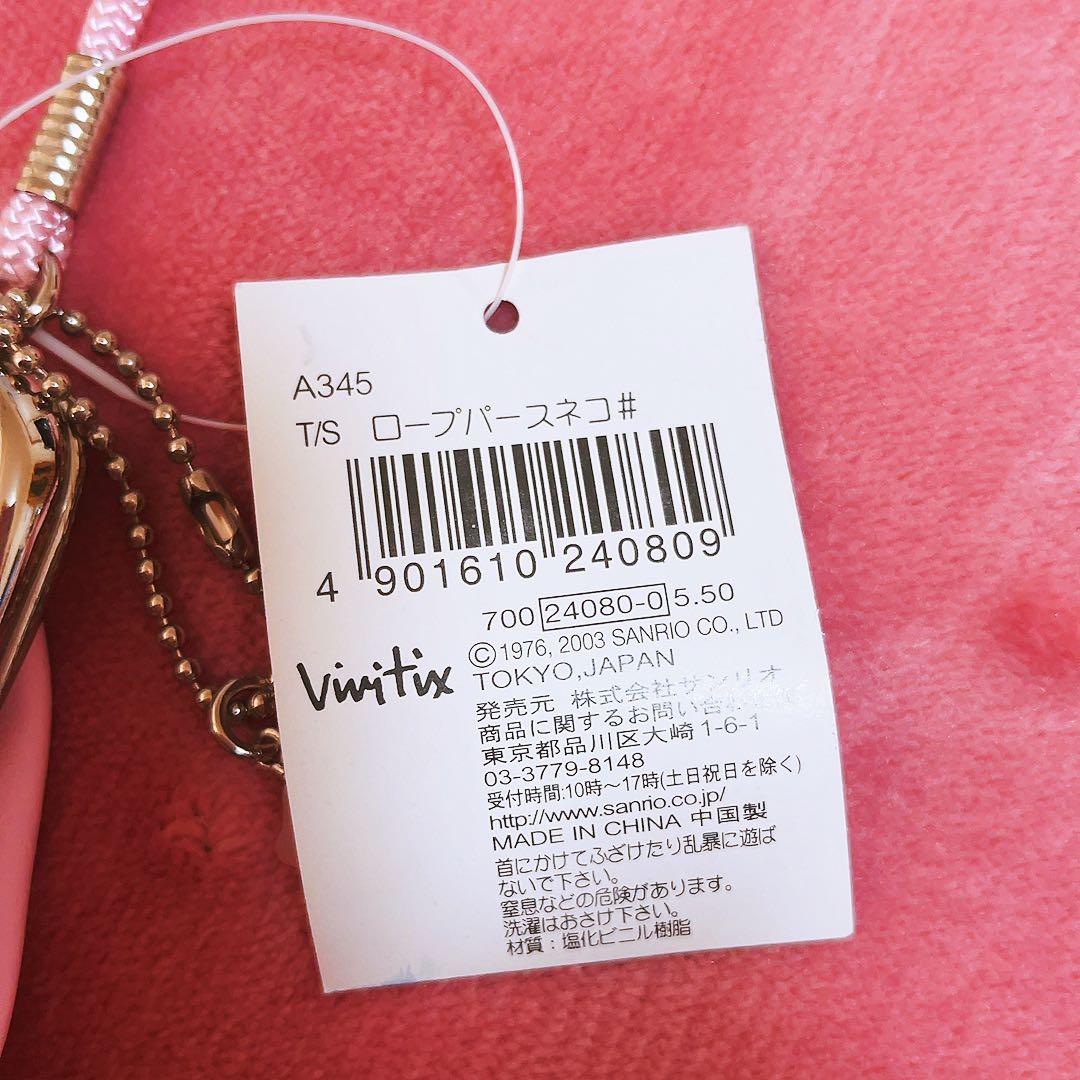 A345
T/S ロープパースネコ♯
4 901610 240809
700 24080-0 5.50
Vivitix
©1976, 2003 SANRIO CO., LTD
TOKYO,JAPAN
発売元 株式会社サンリオ
商品に関するお問い合わせ
東京都品川区大崎1-6-1
03-3779-8148
受付時間:10時〜17時(土日祝日を除く)
http://www.sanrio.co.jp/
MADE IN CHINA 中国製
首にかけてふざけたり乱暴に遊ば
ないで下さい。
窒息などの危険があります。
洗濯はおさけ下さい。
材質：塩化ビニル樹脂